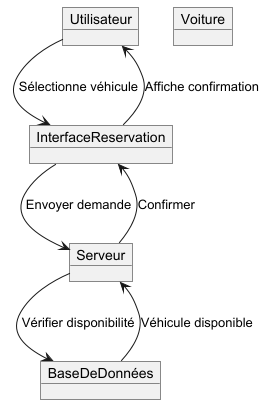 Utilisateur
Voiture
Sélectionne véhicule
Affiche confirmation
InterfaceReservation
Envoyer demande
Confirmer
Serveur
Vérifier disponibilité
Véhicule disponible
BaseDeDonnées